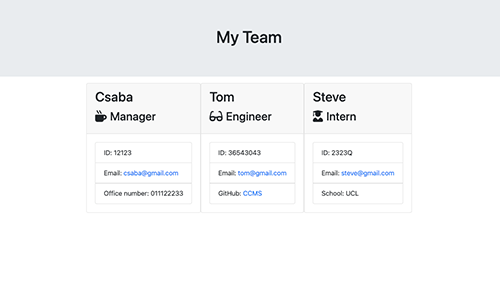 My Team
Csaba
Manager
ID: 12123
Email: csaba@gmail.com
Office number: 011122233
Tom
Engineer
ID: 36543043
Email: tom@gmail.com
GitHub: CCMS
Steve
Intern
ID: 2323Q
Email: steve@gmail.com
School: UCL